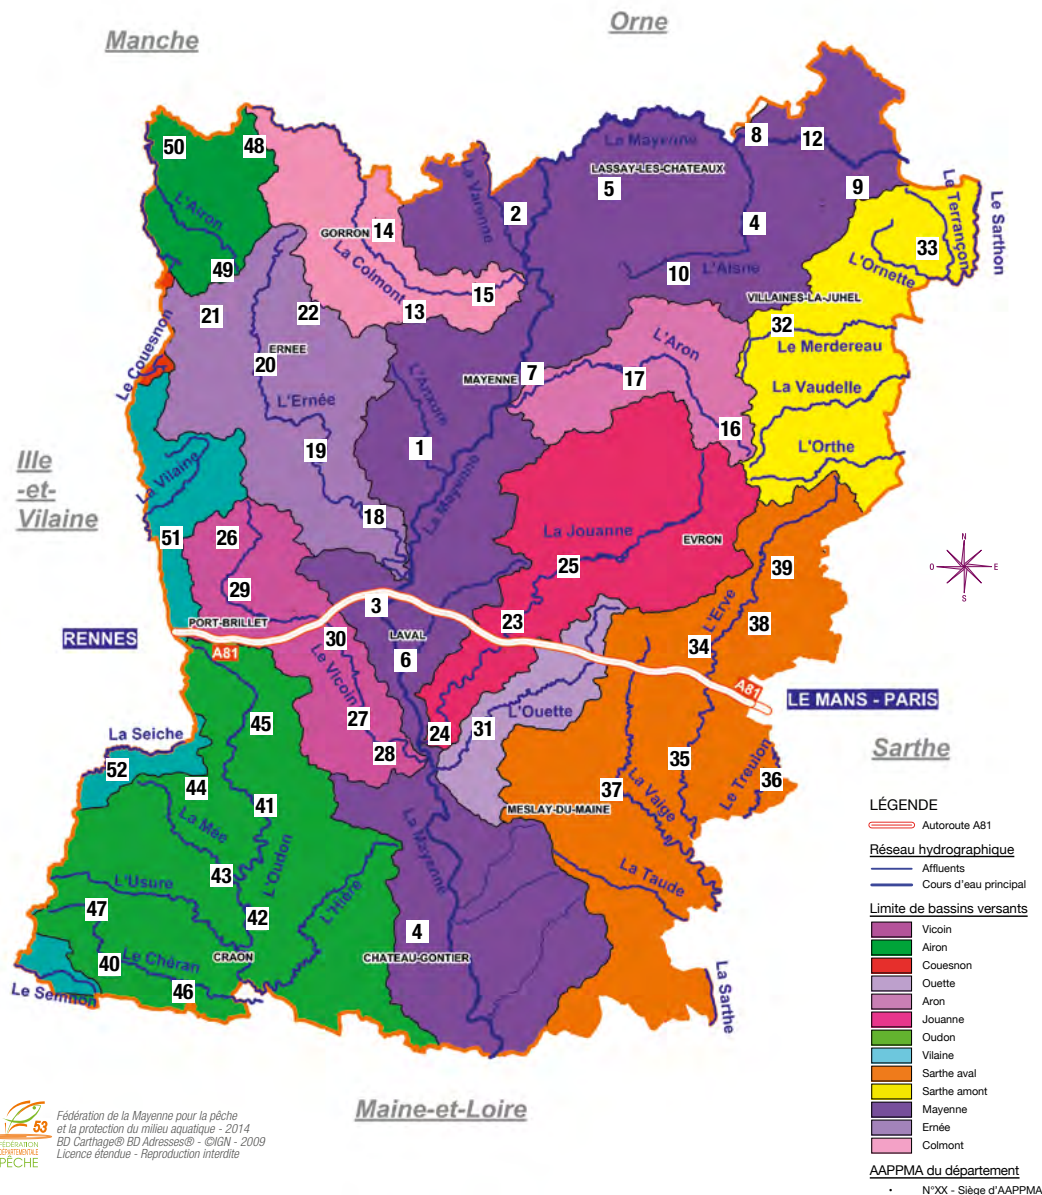 Manche
Orne
50
48
8
12
La Mayenne
LASSAY-LES-CHATEAUX
5
9
La Varenne
Le Terrançon
Le Sarthon
L'Airon
2
4
14
GORRON
33
La Colmont
L'Ornette
49
10
L'Aisne
15
VILLAINES-LA-JUHEL
21
22
13
32
Le Couesnon
L'Aron
Le Merdereau
ERNEE
20
MAYENNE
7
17
L'Anxure
La Vaudelle
L'Ernée
16
1
19
L'Orthe
Ille
-et-
Vilaine
La Vilaine
La Mayenne
18
51
26
La Jouanne
EVRON
25
39
N
O
E
S
29
3
L'Erve
PORT-BRILLET
23
38
RENNES
LAVAL
30
34
A81
6
Le Vicoin
A81
LE MANS - PARIS
27
L'Ouette
45
31
24
La Seiche
28
Sarthe
35
52
Le Treulon
36
44
37
La Vaige
41
MESLAY-DU-MAINE
La Mée
La Mayenne
L'Oudon
43
L'Usure
La Taude
L'Hière
47
42
4
CRAON
CHATEAU-GONTIER
40
Le Chéran
46
Le Semnon
La Sarthe
Maine-et-Loire
LÉGENDE
Autoroute A81
Réseau hydrographique
Affluents
Cours d'eau principal
Limite de bassins versants
Vicoin
Airon
Couesnon
Ouette
Aron
Jouanne
Oudon
Vilaine
Sarthe aval
Sarthe amont
Mayenne
Ernée
Colmont
AAPPMA du département
N°XX - Siège d'AAPPMA
53
FÉDÉRATION
DÉPARTEMENTALE
PÊCHE
Fédération de la Mayenne pour la pêche
et la protection du milieu aquatique - 2014
BD Carthage® BD Adresses® - ©IGN - 2009
Licence étendue - Reproduction interdite